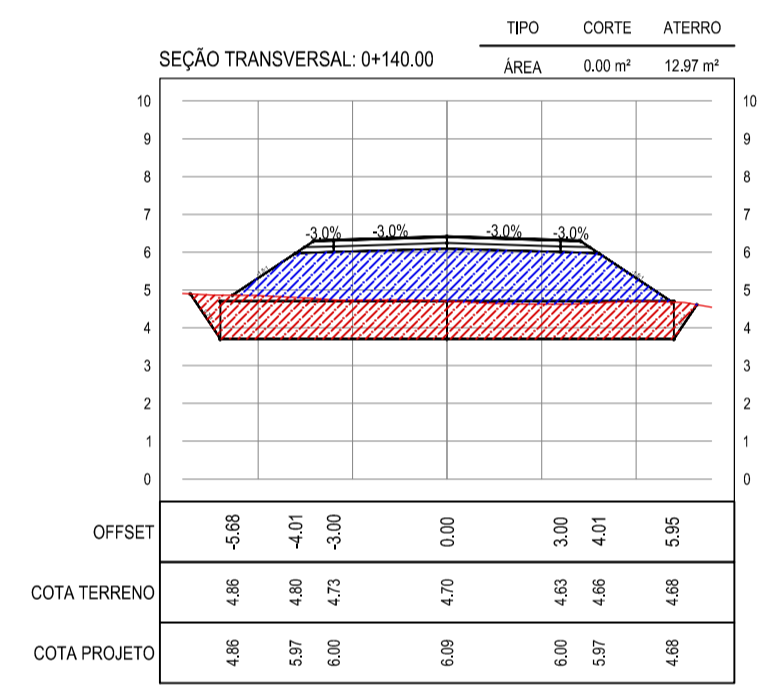 TIPO CORTE ATERRO
SEÇÃO TRANSVERSAL: 0+140.00
ÁREA 0.00 m² 12.97 m²
10 10
9 9
8 8
7 7
-3.0% -3.0% -3.0% -3.0%
6 6
5 5
4 4
3 3
2 2
1 1
0 0
OFFSET -5.68 -4.01 -3.00 0.00 3.00 4.01 5.95
COTA TERRENO 4.86 4.80 4.73 4.70 4.63 4.66 4.68
COTA PROJETO 4.86 5.97 6.00 6.09 6.00 5.97 4.68